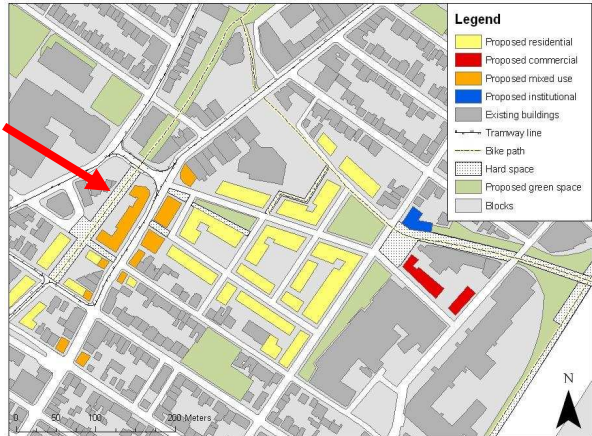 Legend
Proposed residential
Proposed commercial
Proposed mixed use
Proposed institutional
Existing buildings
Tramway line
Bike path
Hard space
Proposed green space
Blocks
N
0 50 100 200 Meters